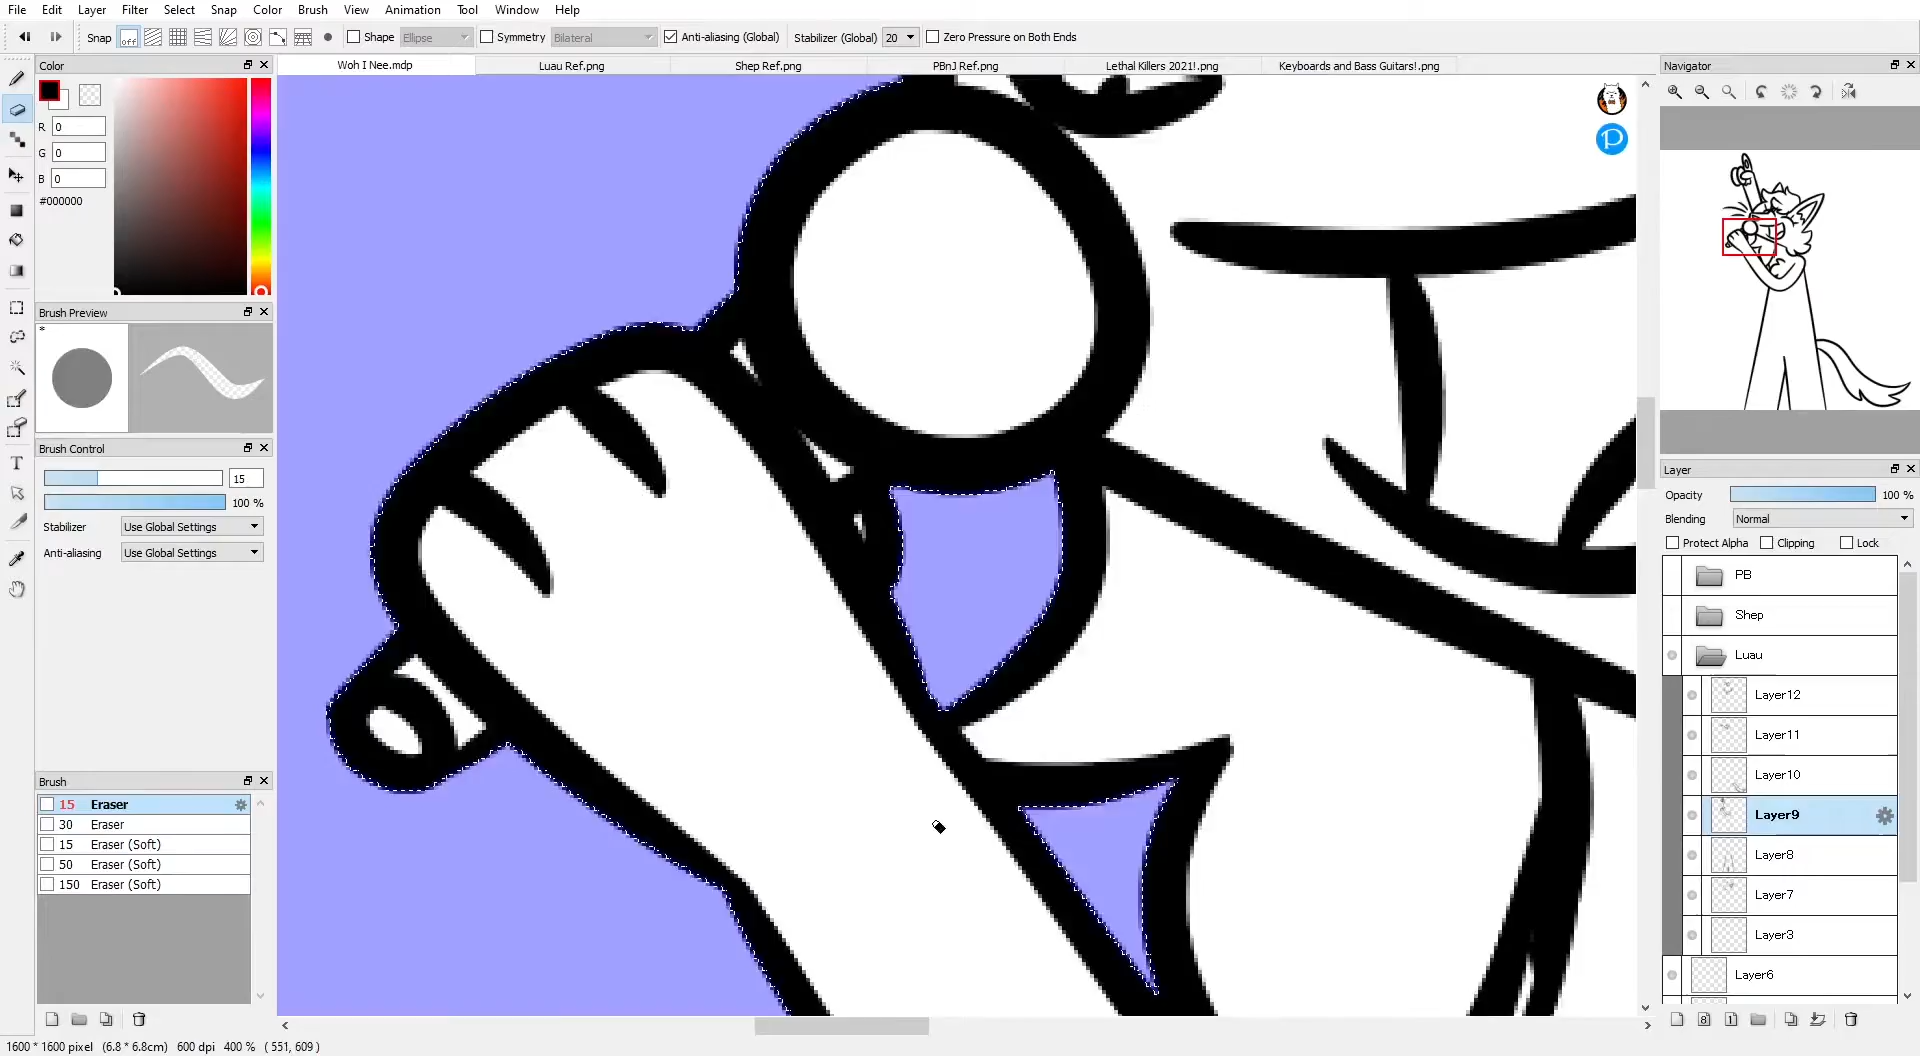 File Edit Layer Filter Select Snap Color Brush View Animation Tool Window Help
Snap off Shape Ellipse Symmetry Bilateral Anti-aliasing (Global) Stabilizer (Global) 20 Zero Pressure on Both Ends
Color
Woh I Nee.mdp Luau Ref.png Shep Ref.png PBnJ Ref.png Lethal Killers 2021!.png Keyboards and Bass Guitars!.png
Navigator
R 0
G 0
B 0
#000000
P
Brush Preview
*
Brush Control
15
100 %
Stabilizer Use Global Settings
Anti-aliasing Use Global Settings
Brush
15 Eraser
30 Eraser
15 Eraser (Soft)
50 Eraser (Soft)
150 Eraser (Soft)
T
Layer
Opacity 100 %
Blending Normal
Protect Alpha Clipping Lock
PB
Shep
Luau
Layer12
Layer11
Layer10
Layer9
Layer8
Layer7
Layer3
Layer6
8 1
1600 * 1600 pixel (6.8 * 6.8cm) 600 dpi 400 % ( 551, 609 )